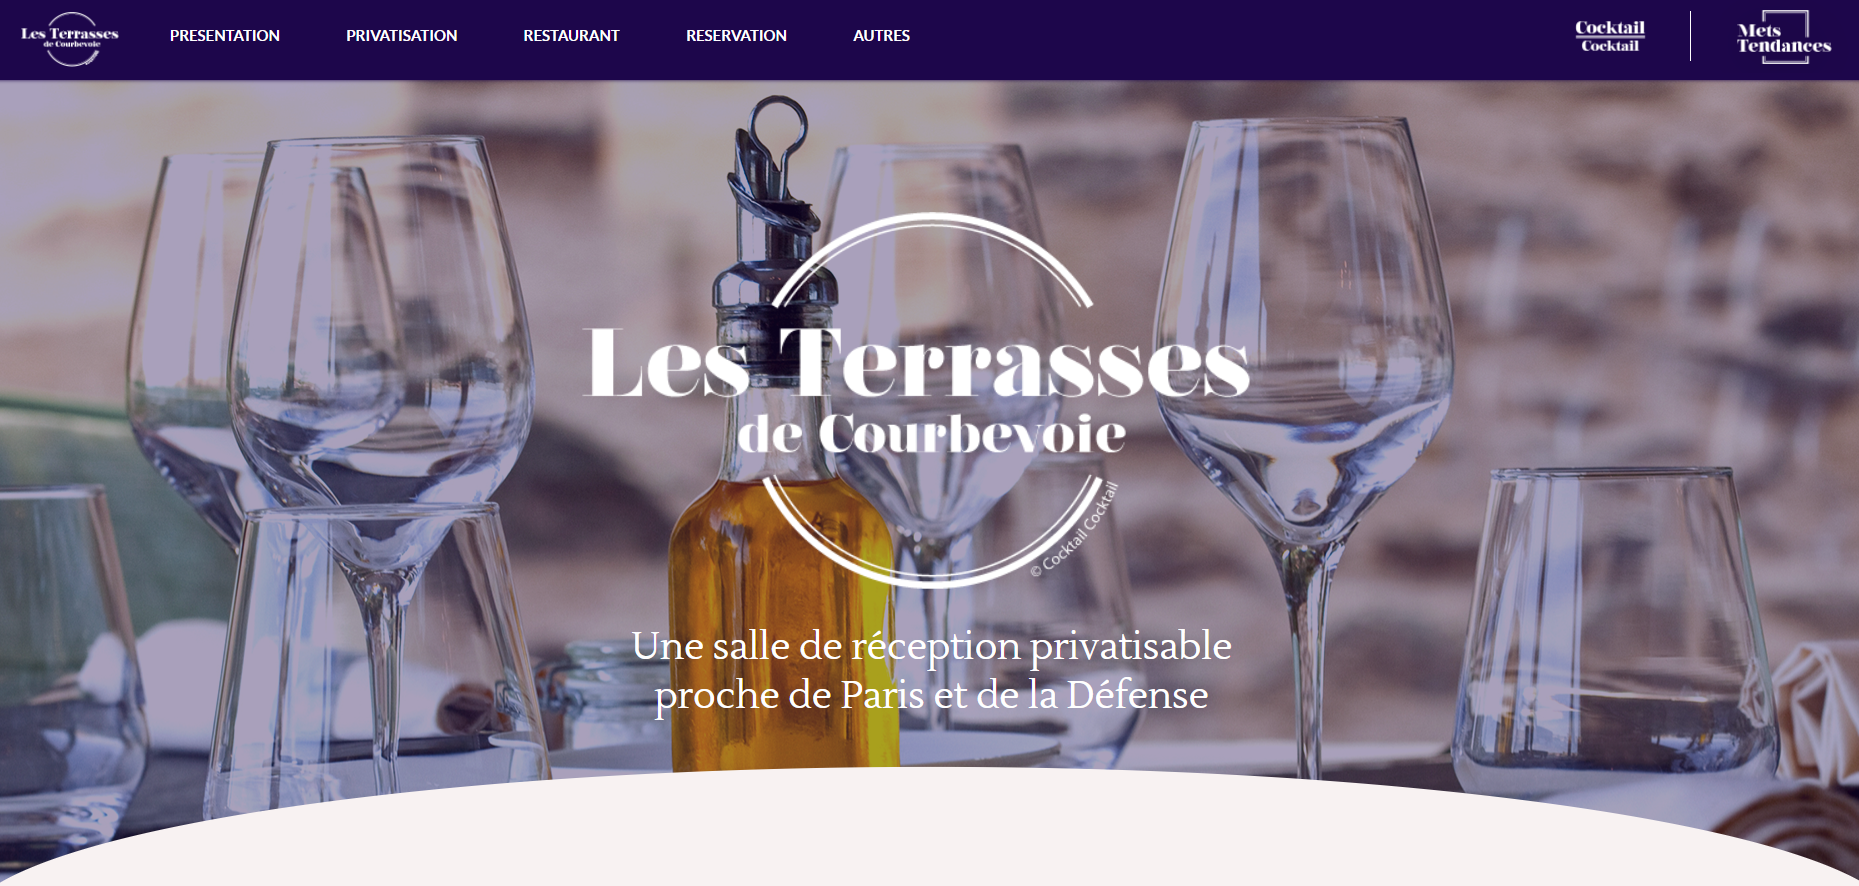 Les Terrasses
de Courbevoie
PRESENTATION
PRIVATISATION
RESTAURANT
RESERVATION
AUTRES
Cocktail
Cocktail
Mets
Tendances
Les Terrasses
de Courbevoie
© Cocktail Cocktail
Une salle de réception privatisable
proche de Paris et de la Défense